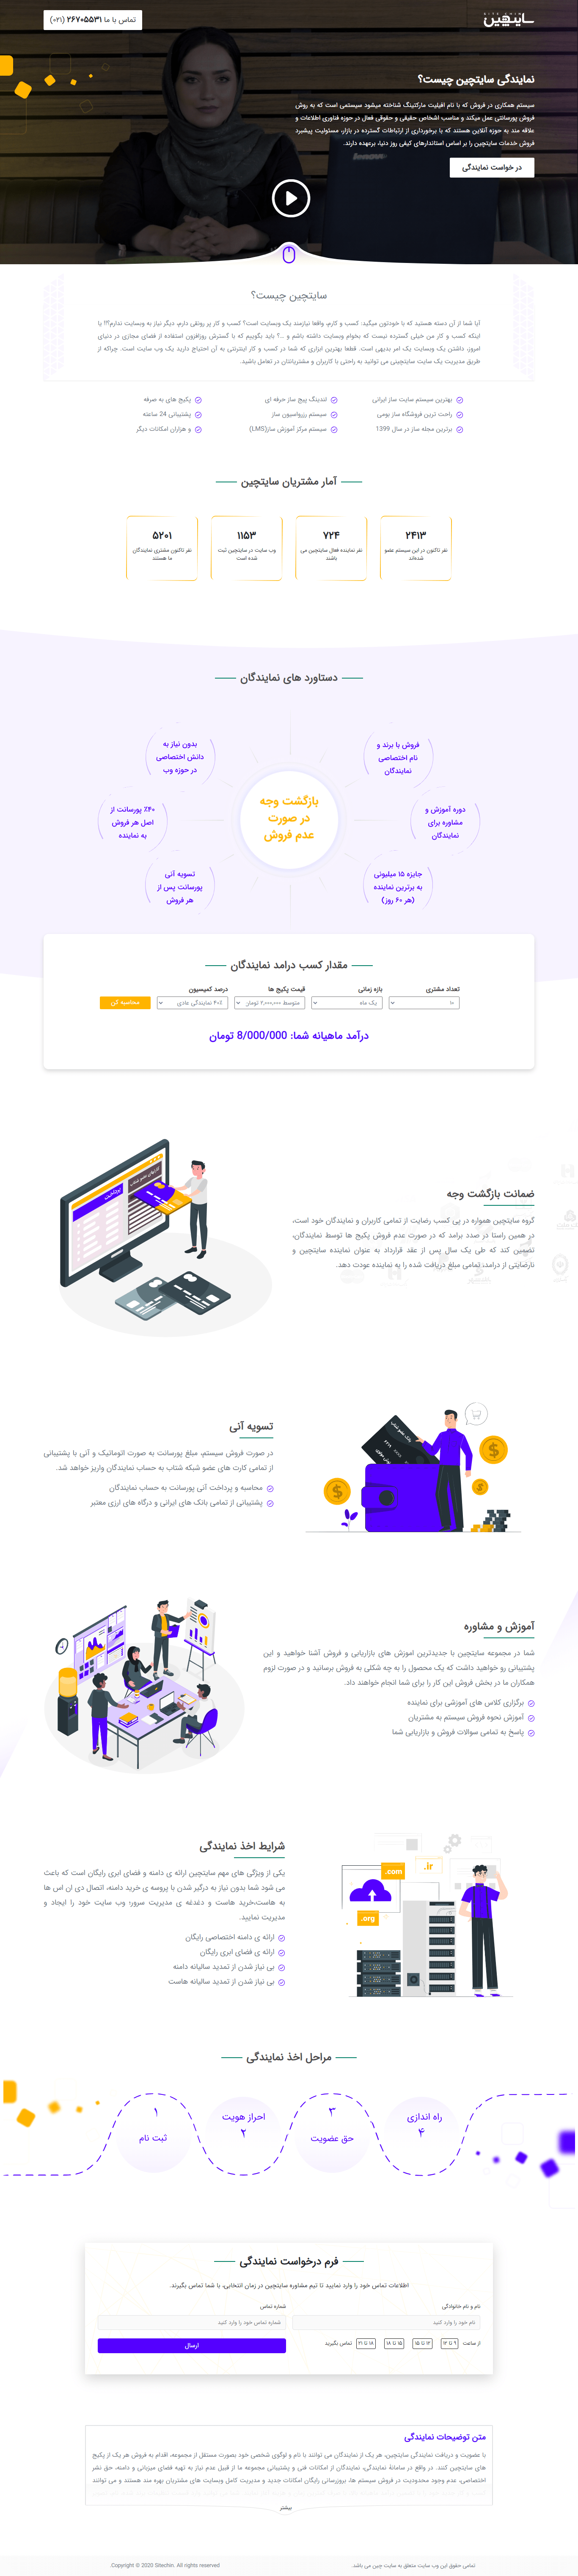 سایتچین
تماس با ما ۲۶۷۰۵۵۳۱ (۰۲۱)
نمایندگی سایتچین چیست؟
سیستم همکاری در فروش که با نام افیلیت مارکتینگ شناخته میشود سیستمی است که به روش
فروش پورسانتی عمل میکند و مناسب اشخاص حقیقی و حقوقی فعال در حوزه فناوری اطلاعات و
علاقه مند به حوزه آنلاین هستند که با برخورداری از ارتباطات گسترده در بازار، مسئولیت پیشبرد
فروش خدمات سایتچین را بر اساس استانداردهای کیفی روز دنیا، برعهده دارند.
در خواست نمایندگی
سایتچین چیست؟
آیا شما از آن دسته هستید که با خودتون میگید: کسب و کارم، واقعا نیازمند یک وبسایت است؟ کسب و کار پر رونقی دارم، دیگر نیاز به وبسایت ندارم؟!! یا
اینکه کسب و کار من خیلی گسترده نیست که بخوام وبسایت داشته باشم و ...؟ باید بگوییم که با گسترش روزافزون استفاده از فضای مجازی در دنیای
امروز، داشتن یک وبسایت یک امر بدیهی است. قطعا بهترین ابزاری که شما در کسب و کار اینترنتی به آن احتیاج دارید یک وب سایت است. چراکه از
طریق مدیریت یک سایت سایتچینی می توانید به راحتی با کاربران و مشتریانتان در تعامل باشید.
بهترین سیستم سایت ساز ایرانی
لندینگ پیج ساز حرفه ای
پکیج های به صرفه
راحت ترین فروشگاه ساز بومی
سیستم رزرواسیون ساز
پشتیبانی 24 ساعته
برترین مجله ساز در سال 1399
سیستم مرکز آموزش ساز(LMS)
و هزاران امکانات دیگر
آمار مشتریان سایتچین
۲۴۱۳
نفر تاکنون در این سیستم عضو
شده‌اند
۷۲۴
نفر نماینده فعال سایتچین می
باشند
۱۱۵۳
وب سایت در سایتچین ثبت
شده است
۵۲۰۱
نفر تاکنون مشتری نمایندگان
ما هستند
دستاورد های نمایندگان
فروش با برند و
نام اختصاصی
نمایندگان
بدون نیاز به
دانش اختصاصی
در حوزه وب
بازگشت وجه
در صورت
عدم فروش
دوره آموزش و
مشاوره برای
نمایندگان
۴۰٪ پورسانت از
اصل هر فروش
به نماینده
جایزه ۱۵ میلیونی
به برترین نماینده
(هر ۶۰ روز)
تسویه آنی
پورسانت پس از
هر فروش
مقدار کسب درامد نمایندگان
تعداد مشتری
بازه زمانی
قیمت پکیج ها
درصد کمیسیون
۱۰
یک ماه
متوسط ۲,۰۰۰,۰۰۰ تومان
۴۰٪ نمایندگی عادی
محاسبه کن
درآمد ماهیانه شما: 8/000/000 تومان
ضمانت بازگشت وجه
گروه سایتچین همواره در پی کسب رضایت از تمامی کاربران و نمایندگان خود است،
در همین راستا در صدد برامد که در صورت عدم فروش پکیج ها توسط نمایندگان،
تضمین کند که طی یک سال پس از عقد قرارداد به عنوان نماینده سایتچین و
نارضایتی از درامد، تمامی مبلغ دریافت شده را به نماینده عودت دهد.
پرداخت
تسویه آنی
در صورت فروش سیستم، مبلغ پورسانت به صورت اتوماتیک و آنی با پشتیبانی
از تمامی کارت های عضو شبکه شتاب به حساب نمایندگان واریز خواهد شد.
محاسبه و پرداخت آنی پورسانت به حساب نمایندگان
پشتیبانی از تمامی بانک های ایرانی و درگاه های ارزی معتبر
آموزش و مشاوره
شما در مجموعه سایتچین با جدیدترین اموزش های بازاریابی و فروش آشنا خواهید و این
پشتیبانی رو خواهید داشت که یک محصول را به چه شکلی به فروش برسانید و در صورت لزوم
همکاران ما در بخش فروش این کار را برای شما انجام خواهند داد.
برگزاری کلاس های آموزشی برای نماینده
آموزش نحوه فروش سیستم به مشتریان
پاسخ به تمامی سوالات فروش و بازاریابی شما
شرایط اخذ نمایندگی
یکی از ویژگی های مهم سایتچین ارائه ی دامنه و فضای ابری رایگان است که باعث
می شود شما بدون نیاز به درگیر شدن با پروسه ی خرید دامنه، اتصال دی ان اس ها
به هاست،خرید هاست و دغدغه ی مدیریت سرور؛ وب سایت خود را ایجاد و
مدیریت نمایید.
ارائه ی دامنه اختصاصی رایگان
ارائه ی فضای ابری رایگان
بی نیاز شدن از تمدید سالیانه دامنه
بی نیاز شدن از تمدید سالیانه هاست
.ir
.com
.org
مراحل اخذ نمایندگی
۱
ثبت نام
احراز هویت
۲
۳
حق عضویت
راه اندازی
۴
فرم درخواست نمایندگی
اطلاعات تماس خود را وارد نمایید تا تیم مشاوره سایتچین در زمان انتخابی، با شما تماس بگیرند.
نام و نام خانوادگی
شماره تماس
نام خود را وارد کنید
شماره تماس خود را وارد کنید
از ساعت ۹ تا ۱۲ ۱۲ تا ۱۵ ۱۵ تا ۱۸ ۱۸ تا ۲۱ تماس بگیرید
ارسال
متن توضیحات نمایندگی
با عضویت و دریافت نمایندگی سایتچین، هر یک از نمایندگان می توانند با نام و لوگوی شخصی خود بصورت مستقل از مجموعه، اقدام به فروش هر یک از پکیج
های سایتچین کنند. در واقع در سامانهٔ نمایندگی، نمایندگان از امکانات فنی و پشتیبانی مجموعه ما از قبیل عدم نیاز به تهیه فضای میزبانی و دامنه، حق نشر
اختصاصی، عدم وجود محدودیت در فروش سیستم ها، بروزرسانی رایگان امکانات جدید و مدیریت کامل وبسایت های مشتریان بهره مند هستند و می توانند
بیشتر
تمامی حقوق این وب سایت متعلق به سایت چین می باشد.
Copyright © 2020 Sitechin. All rights reserved